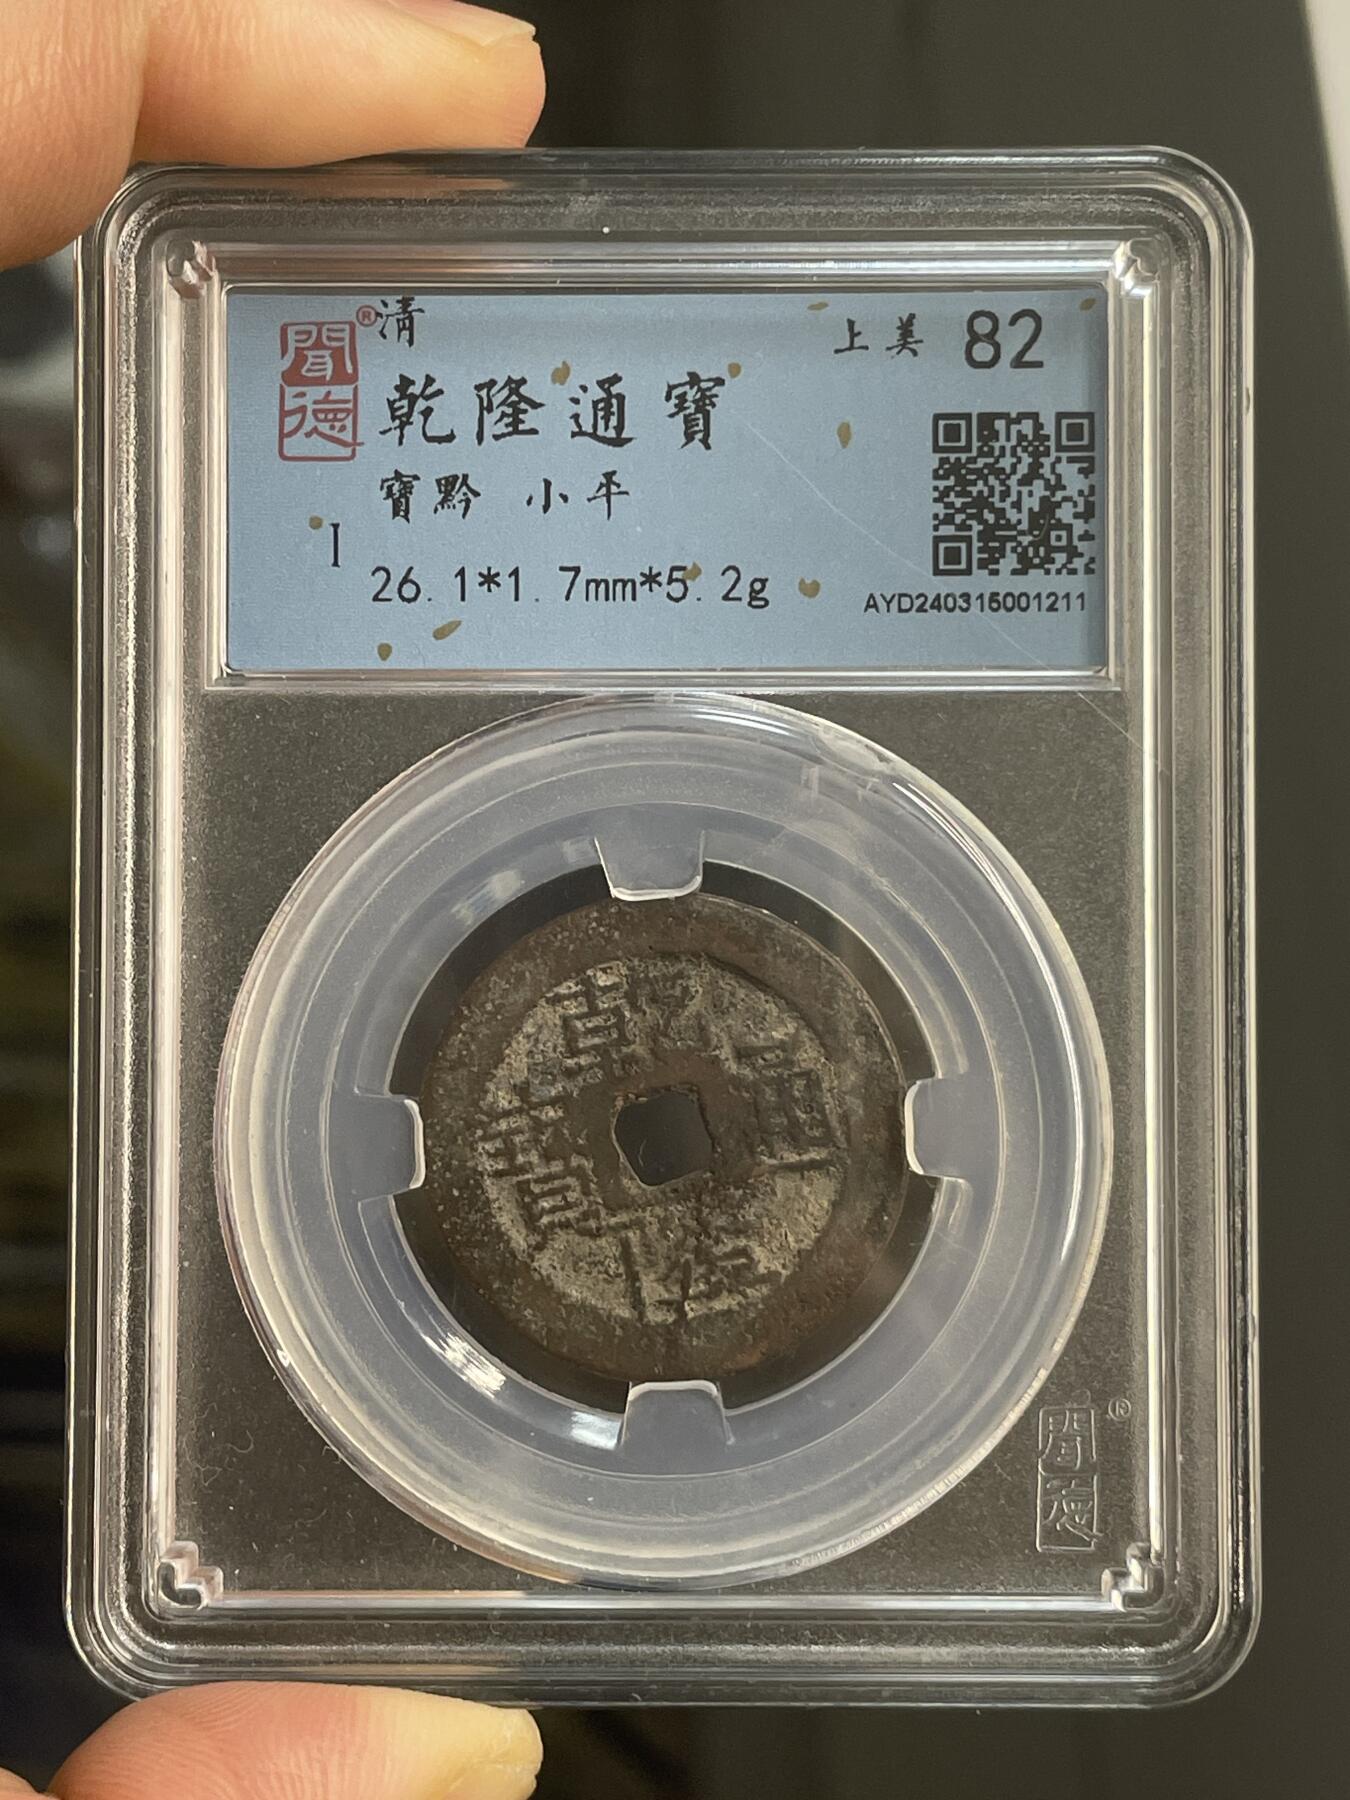 聞德®
清
上美 82
乾隆通寶
寶黔 小平
I
26.1*1.7mm*5.2g
AYD240315001211
乾隆通寶
聞德®